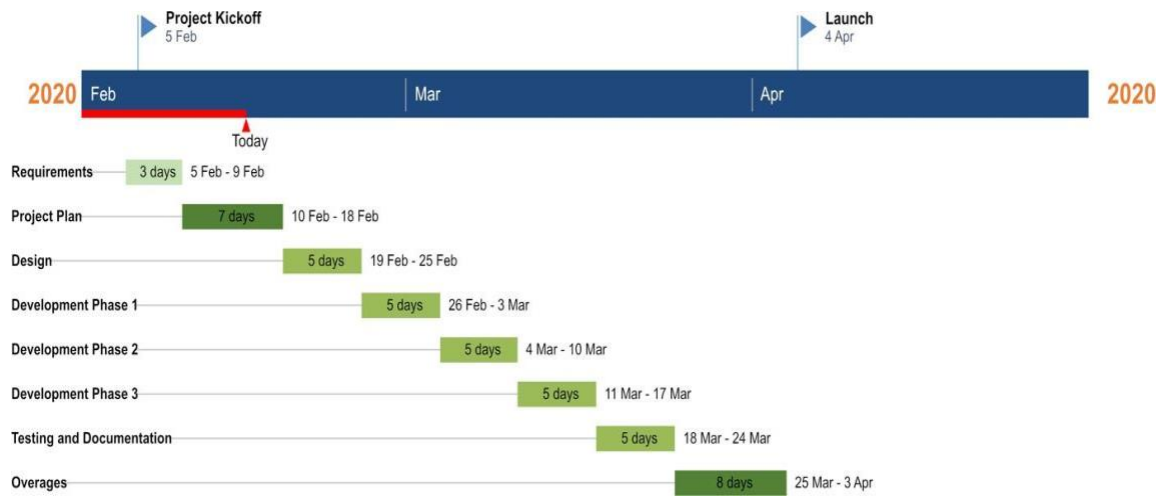 Project Kickoff
5 Feb
Launch
4 Apr
2020
Feb
Mar
Apr
2020
Today
Requirements 3 days 5 Feb - 9 Feb
Project Plan 7 days 10 Feb - 18 Feb
Design 5 days 19 Feb - 25 Feb
Development Phase 1 5 days 26 Feb - 3 Mar
Development Phase 2 5 days 4 Mar - 10 Mar
Development Phase 3 5 days 11 Mar - 17 Mar
Testing and Documentation 5 days 18 Mar - 24 Mar
Overages 8 days 25 Mar - 3 Apr